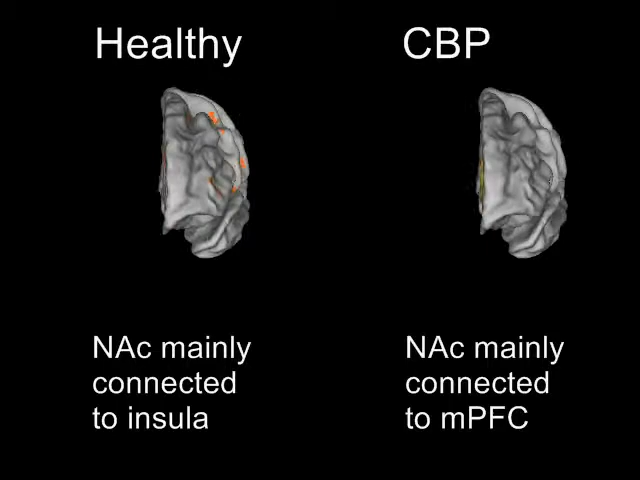 Healthy
CBP
NAc mainly
connected
to insula
NAc mainly
connected
to mPFC